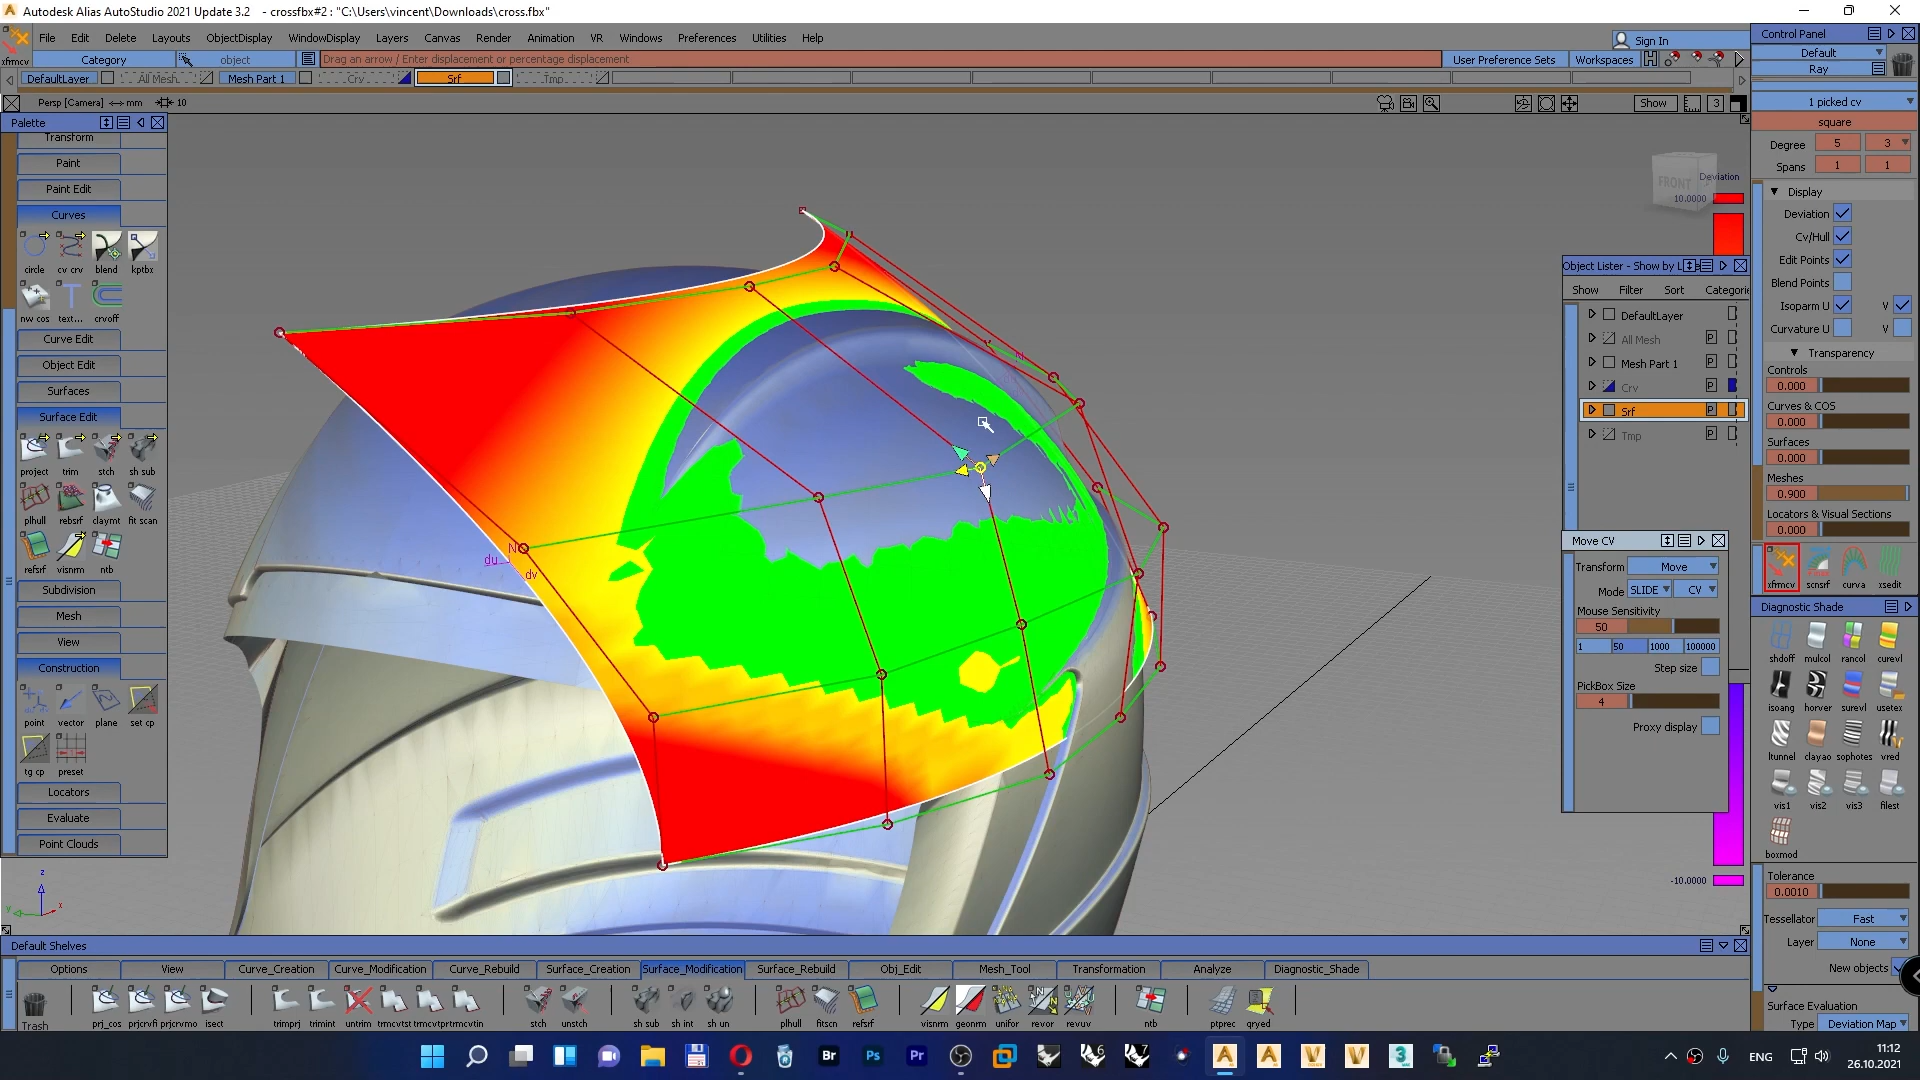 Autodesk Alias AutoStudio 2021 Update 3.2 - crossfbx#2 : "C:\Users\vincent\Downloads\cross.fbx"
File Edit Delete Layouts ObjectDisplay WindowDisplay Layers Canvas Render Animation VR Windows Preferences Utilities Help
Sign In
xfrmcv Category object Drag an arrow / Enter displacement or percentage displacement User Preference Sets Workspaces
DefaultLayer All Mesh Mesh Part 1 Crv Srf Tmp
Persp [Camera] mm 10 Show 3
Palette
Transform
Paint
Paint Edit
Curves
circle cv crv blend kptbx
nw cos text... crvoff
Curve Edit
Object Edit
Surfaces
Surface Edit
project trim stch sh sub
plhull rebsrf claymt fit scan
refsrf visnrm ntb
Subdivision
Mesh
View
Construction
point vector plane set cp
tg cp preset
Locators
Evaluate
Point Clouds
z
y
x
N
du
dv
FRONT
Deviation
10.0000
-10.0000
Object Lister - Show by L
Show Filter Sort Categorie
DefaultLayer
All Mesh P
Mesh Part 1 P
Crv P
Srf P
Tmp P
Move CV
Transform Move
Mode SLIDE CV
Mouse Sensitivity
50
1 50 1000 100000
Step size
PickBox Size
4
Proxy display
Control Panel
Default
Ray
1 picked cv
square
Degree 5 3
Spans 1 1
Display
Deviation
Cv/Hull
Edit Points
Blend Points
Isoparm U V
Curvature U V
Transparency
Controls
0.000
Curves & COS
0.000
Surfaces
0.000
Meshes
0.900
Locators & Visual Sections
0.000
xfrmcv scnsrf curva xsedit
Diagnostic Shade
shdoff mulcol rancol curevl
isoang horver surevl usetex
ltunnel clayao sophotes vred
vis1 vis2 vis3 filest
boxmod
Tolerance
0.0010
Tessellator Fast
Layer None
New objects
Surface Evaluation
Type Deviation Map
Default Shelves
Options View Curve_Creation Curve_Modification Curve_Rebuild Surface_Creation Surface_Modification Surface_Rebuild Obj_Edit Mesh_Tool Transformation Analyze Diagnostic_Shade
Trash prj_cos prjcrvfi prjcrvmo isect trimprj trimint untrim trmcvtst trmcvtpr trmcvtin stch unstch sh sub sh int sh un plhull fitscn refsrf visnrm geonrm unifor revor revuv ntb ptprec qryed
Br Ps Pr 6 7 A A V V 3
ENG
11:12
26.10.2021